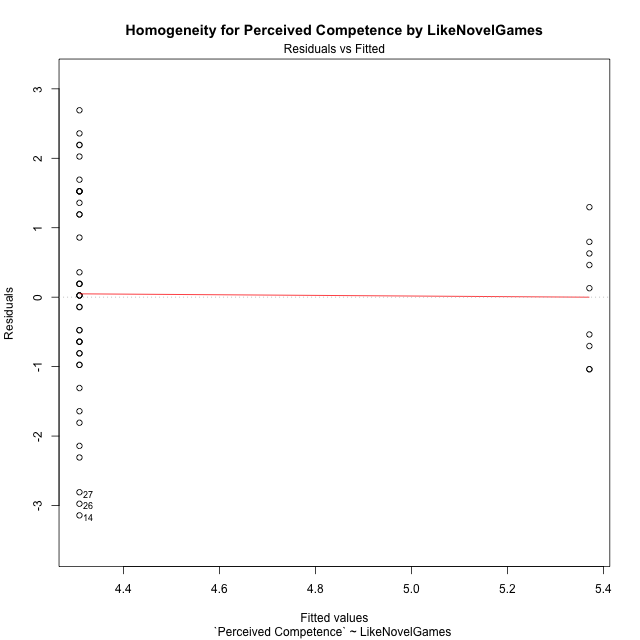 Homogeneity for Perceived Competence by LikeNovelGames
Residuals vs Fitted
3
2
1
0
-1
-2
-3
Residuals
27
26
14
4.4 4.6 4.8 5.0 5.2 5.4
Fitted values
`Perceived Competence` ~ LikeNovelGames